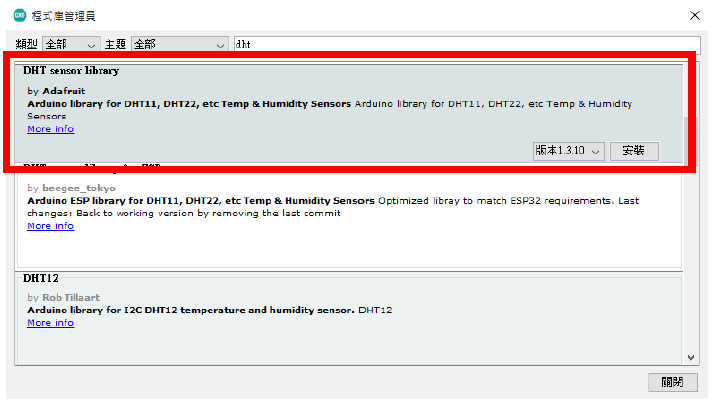 程式庫管理員
類型 全部 主題 全部 dht
DHT sensor library
by Adafruit
Arduino library for DHT11, DHT22, etc Temp & Humidity Sensors Arduino library for DHT11, DHT22, etc Temp & Humidity
Sensors
More info
版本1.3.10 安裝
by beegee_tokyo
Arduino ESP library for DHT11, DHT22, etc Temp & Humidity Sensors Optimized libray to match ESP32 requirements. Last
changes: Back to working version by removing the last commit
More info
DHT12
by Rob Tillaart
Arduino library for I2C DHT12 temperature and humidity sensor. DHT12
More info
關閉